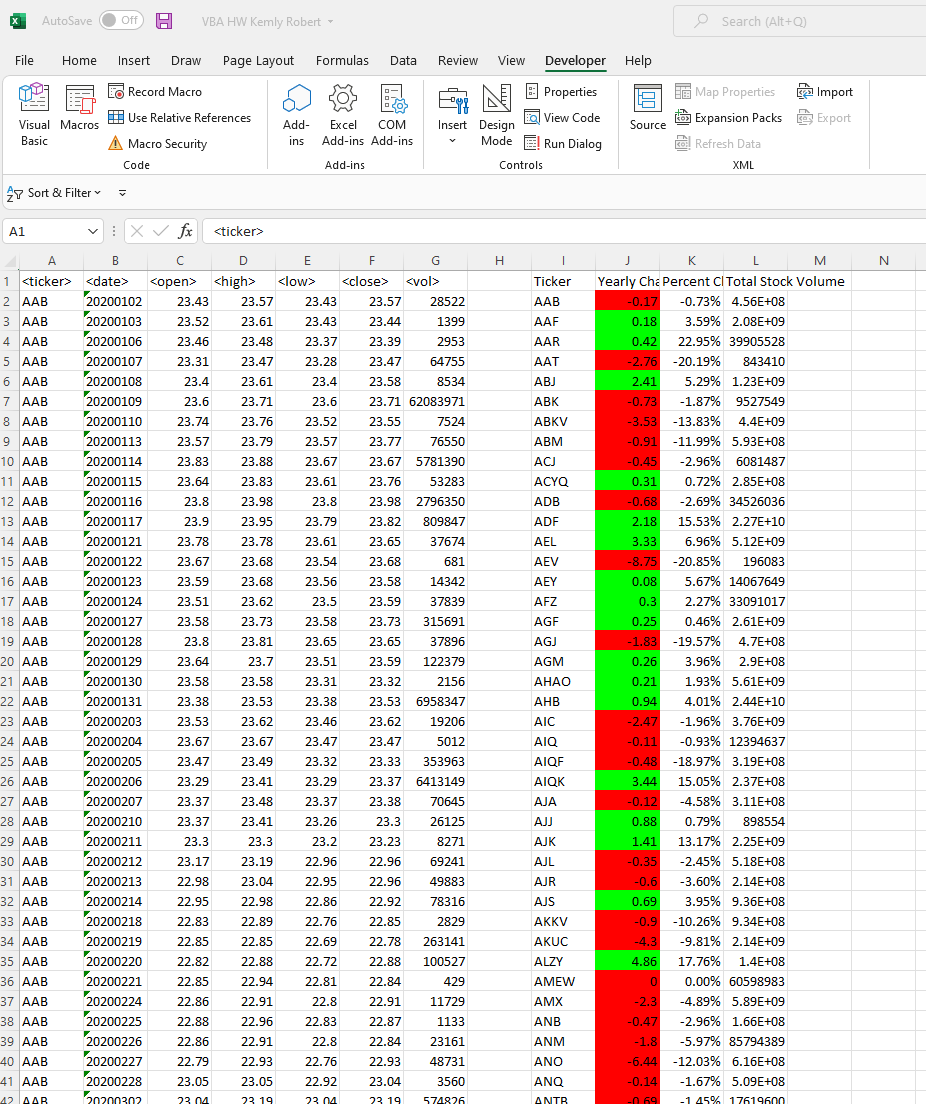 AutoSave Off VBA HW Kemly Robert Search (Alt+Q)
File Home Insert Draw Page Layout Formulas Data Review View Developer Help
Visual Basic Macros Record Macro Use Relative References Macro Security Add-ins Excel Add-ins COM Add-ins Insert Design Mode Properties View Code Run Dialog Source Map Properties Expansion Packs Refresh Data Import Export
Code Add-ins Controls XML
Sort & Filter
A1 fx <ticker>
A B C D E F G H I J K L M N
1 <ticker> <date> <open> <high> <low> <close> <vol> Ticker Yearly Cha Percent Cl Total Stock Volume
2 AAB 20200102 23.43 23.57 23.43 23.57 28522 AAB -0.17 -0.73% 4.56E+08
3 AAB 20200103 23.52 23.61 23.43 23.44 1399 AAF 0.18 3.59% 2.08E+09
4 AAB 20200106 23.46 23.48 23.37 23.39 2953 AAR 0.42 22.95% 39905528
5 AAB 20200107 23.31 23.47 23.28 23.47 64755 AAT -2.76 -20.19% 843410
6 AAB 20200108 23.4 23.61 23.4 23.58 8534 ABJ 2.41 5.29% 1.23E+09
7 AAB 20200109 23.6 23.71 23.6 23.71 62083971 ABK -0.73 -1.87% 9527549
8 AAB 20200110 23.74 23.76 23.52 23.55 7524 ABKV -3.53 -13.83% 4.4E+09
9 AAB 20200113 23.57 23.79 23.57 23.77 76550 ABM -0.91 -11.99% 5.93E+08
10 AAB 20200114 23.83 23.88 23.67 23.67 5781390 ACJ -0.45 -2.96% 6081487
11 AAB 20200115 23.64 23.83 23.61 23.76 53283 ACYQ 0.31 0.72% 2.85E+08
12 AAB 20200116 23.8 23.98 23.8 23.98 2796350 ADB -0.68 -2.69% 34526036
13 AAB 20200117 23.9 23.95 23.79 23.82 809847 ADF 2.18 15.53% 2.27E+10
14 AAB 20200121 23.78 23.78 23.61 23.65 37674 AEL 3.33 6.96% 5.12E+09
15 AAB 20200122 23.67 23.68 23.54 23.68 681 AEV -8.75 -20.85% 196083
16 AAB 20200123 23.59 23.68 23.56 23.58 14342 AEY 0.08 5.67% 14067649
17 AAB 20200124 23.51 23.62 23.5 23.59 37839 AFZ 0.3 2.27% 33091017
18 AAB 20200127 23.58 23.73 23.58 23.73 315691 AGF 0.25 0.46% 2.61E+09
19 AAB 20200128 23.8 23.81 23.65 23.65 37896 AGJ -1.83 -19.57% 4.7E+08
20 AAB 20200129 23.64 23.7 23.51 23.59 122379 AGM 0.26 3.96% 2.9E+08
21 AAB 20200130 23.58 23.58 23.31 23.32 2156 AHAO 0.21 1.93% 5.61E+09
22 AAB 20200131 23.38 23.53 23.38 23.53 6958347 AHB 0.94 4.01% 2.44E+10
23 AAB 20200203 23.53 23.62 23.46 23.62 19206 AIC -2.47 -1.96% 3.76E+09
24 AAB 20200204 23.67 23.67 23.47 23.47 5012 AIQ -0.11 -0.93% 12394637
25 AAB 20200205 23.47 23.49 23.32 23.33 353963 AIQF -0.48 -18.97% 3.19E+08
26 AAB 20200206 23.29 23.41 23.29 23.37 6413149 AIQK 3.44 15.05% 2.37E+08
27 AAB 20200207 23.37 23.48 23.37 23.38 70645 AJA -0.12 -4.58% 3.11E+08
28 AAB 20200210 23.37 23.41 23.26 23.3 26125 AJJ 0.88 0.79% 898554
29 AAB 20200211 23.3 23.3 23.2 23.23 8271 AJK 1.41 13.17% 2.25E+09
30 AAB 20200212 23.17 23.19 22.96 22.96 69241 AJL -0.35 -2.45% 5.18E+08
31 AAB 20200213 22.98 23.04 22.95 22.96 49883 AJR -0.6 -3.60% 2.14E+08
32 AAB 20200214 22.95 22.98 22.86 22.92 78316 AJS 0.69 3.95% 9.36E+08
33 AAB 20200218 22.83 22.89 22.76 22.85 2829 AKKV -0.9 -10.26% 9.34E+08
34 AAB 20200219 22.85 22.85 22.69 22.78 263141 AKUC -4.3 -9.81% 2.14E+09
35 AAB 20200220 22.82 22.88 22.72 22.88 100527 ALZY 4.86 17.76% 1.4E+08
36 AAB 20200221 22.85 22.94 22.81 22.84 429 AMEW 0 0.00% 60598983
37 AAB 20200224 22.86 22.91 22.8 22.91 11729 AMX -2.3 -4.89% 5.89E+09
38 AAB 20200225 22.88 22.96 22.83 22.87 1133 ANB -0.47 -2.96% 1.66E+08
39 AAB 20200226 22.86 22.91 22.8 22.84 23161 ANM -1.8 -5.97% 85794389
40 AAB 20200227 22.79 22.93 6.16 22.93 48731 ANO -6.44 -12.03% 6.16E+08
41 AAB 20200228 23.05 23.05 22.92 23.04 3560 ANQ -0.14 -1.67% 5.09E+08
42 AAB 20200302 23.04 23.19 23.04 23.19 574826 ANTB -0.69 -1.45% 17619600